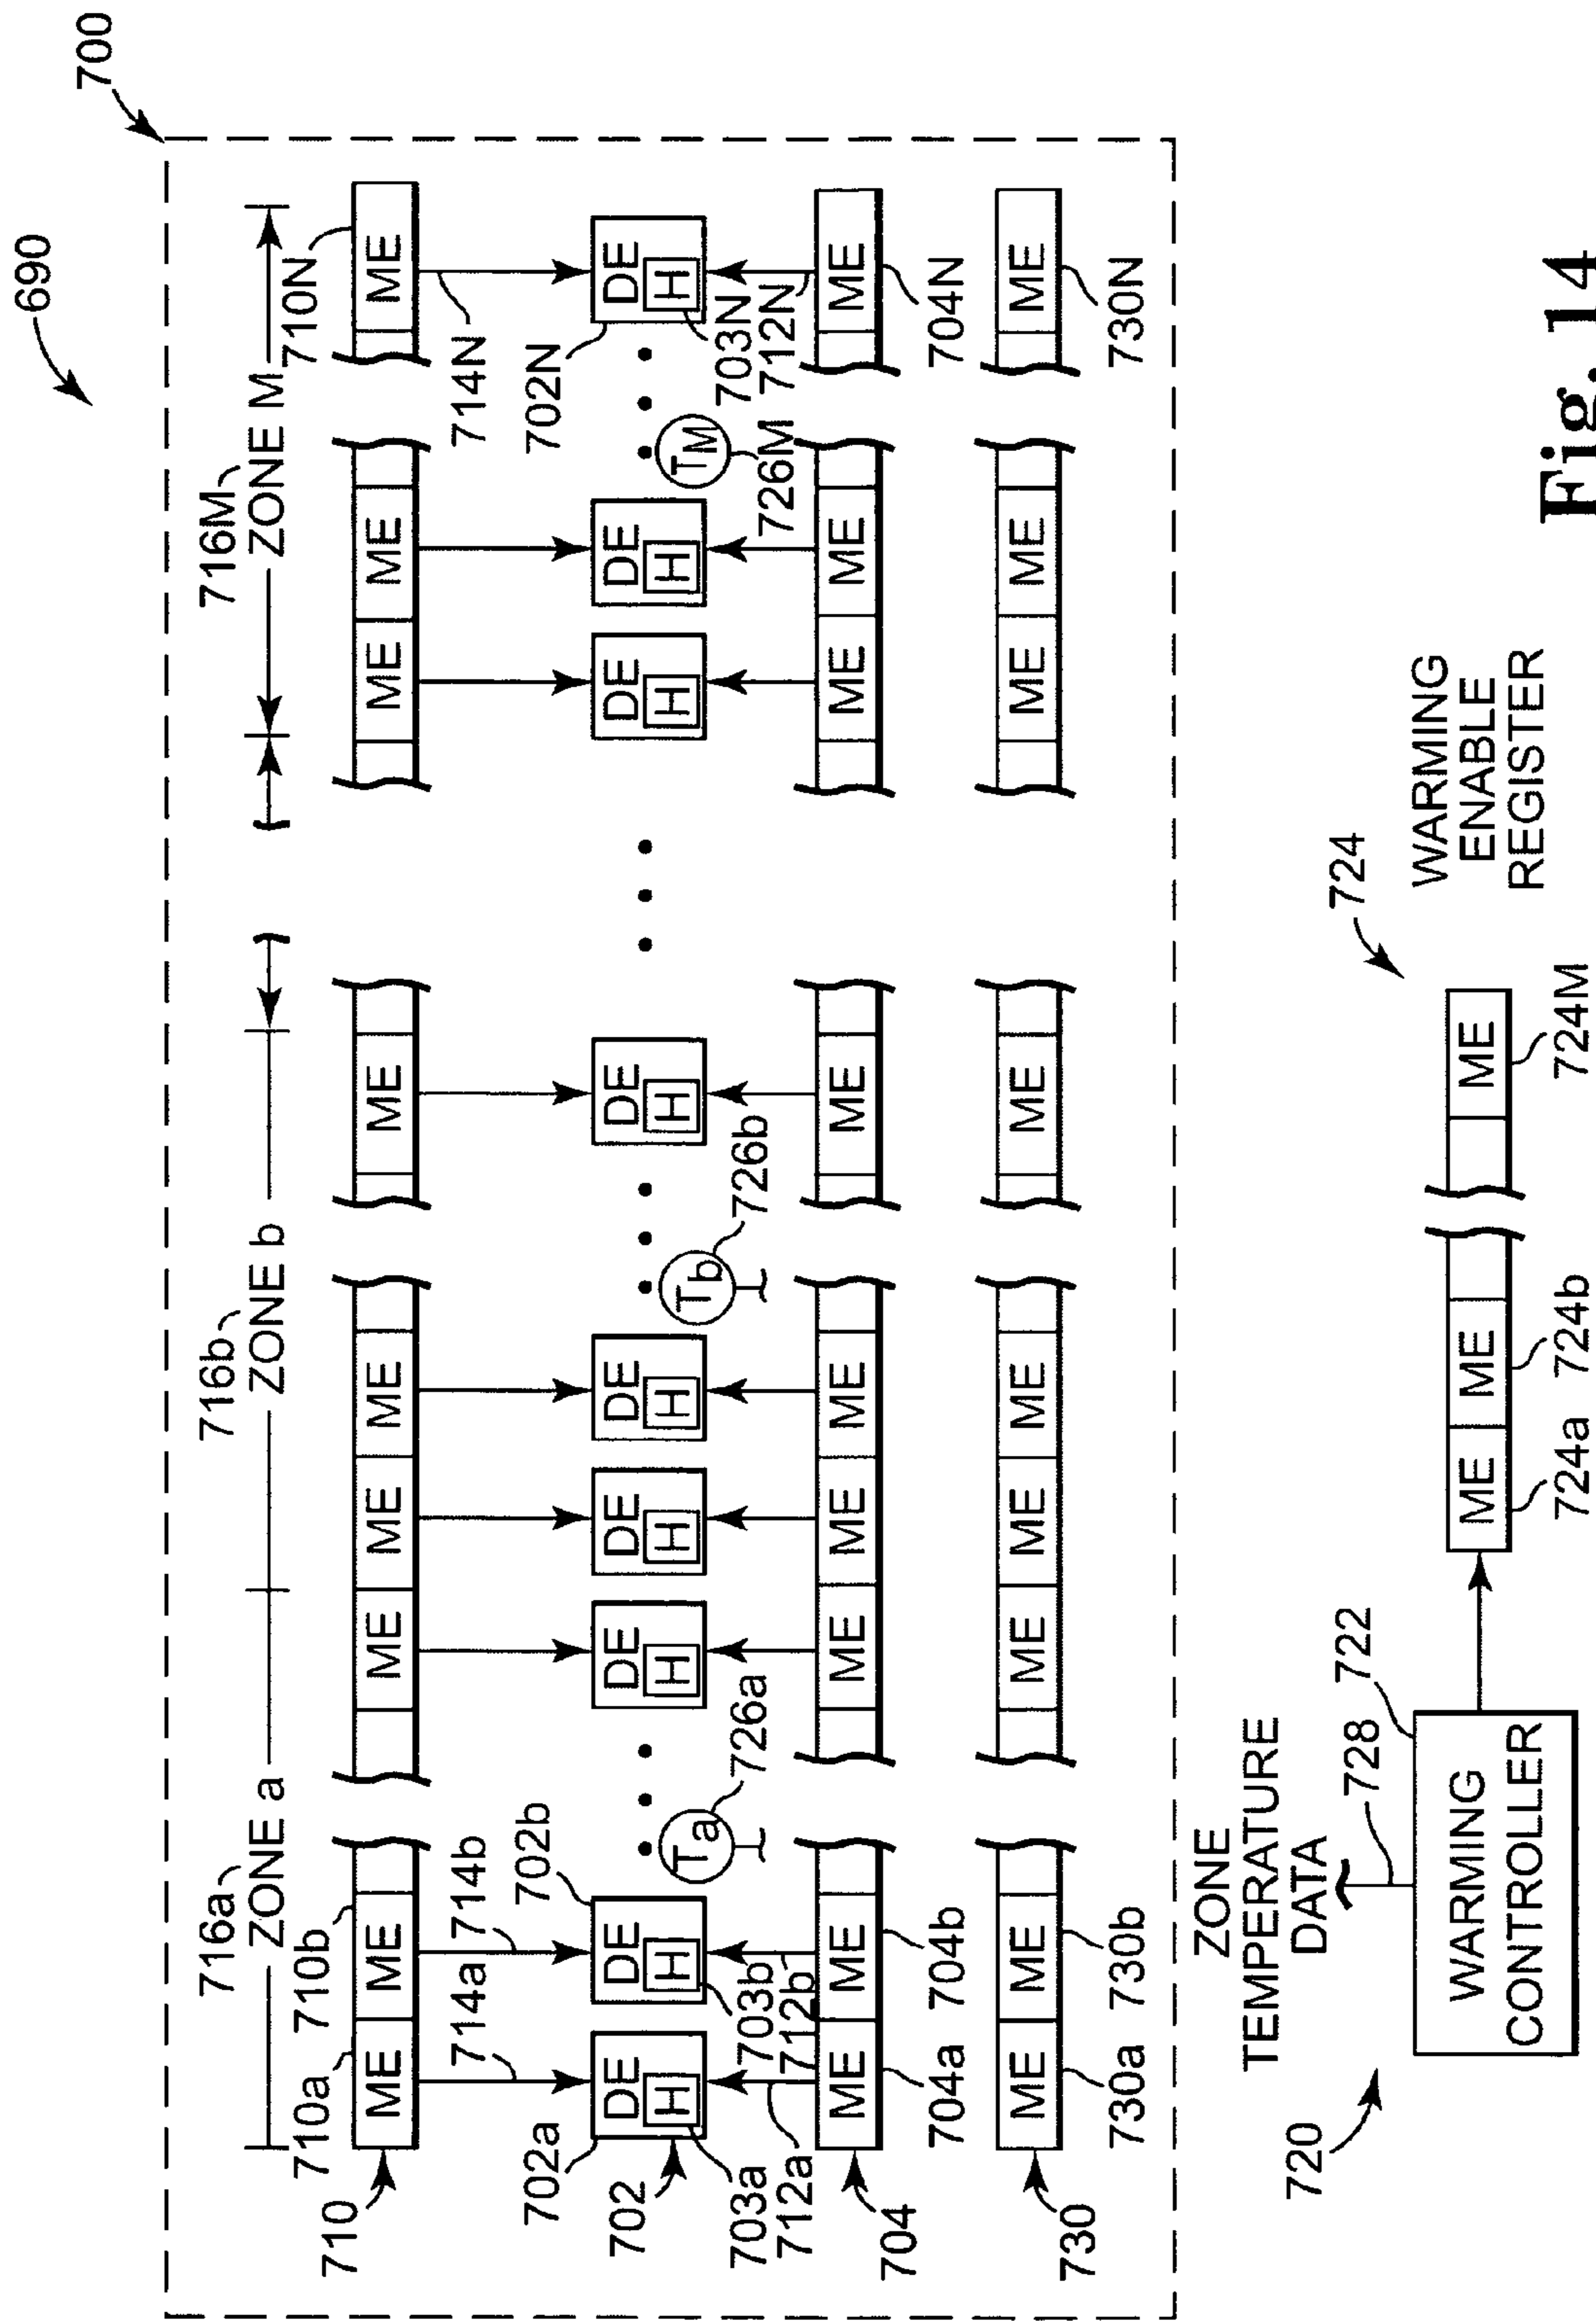 690
700
716a
716b
716M
ZONE a
ZONE b
ZONE M
710a
710b
710N
710
ME ME ME ME ME ME ME ME ME
714a
714b
714N
702a
702b
702N
702
DE DE DE DE DE DE DE DE DE
H H H H H H H H H
Ta
Tb
TM
726a
726b
726M
703a
703b
703N
712a
712b
712N
704
ME ME ME ME ME ME ME ME ME
704a
704b
704N
730
ME ME ME ME ME ME ME ME ME
730a
730b
730N
ZONE
TEMPERATURE
DATA
728
722
720
WARMING
CONTROLLER
ME ME ME
724a
724b
724M
724
WARMING
ENABLE
REGISTER
Fig. 14